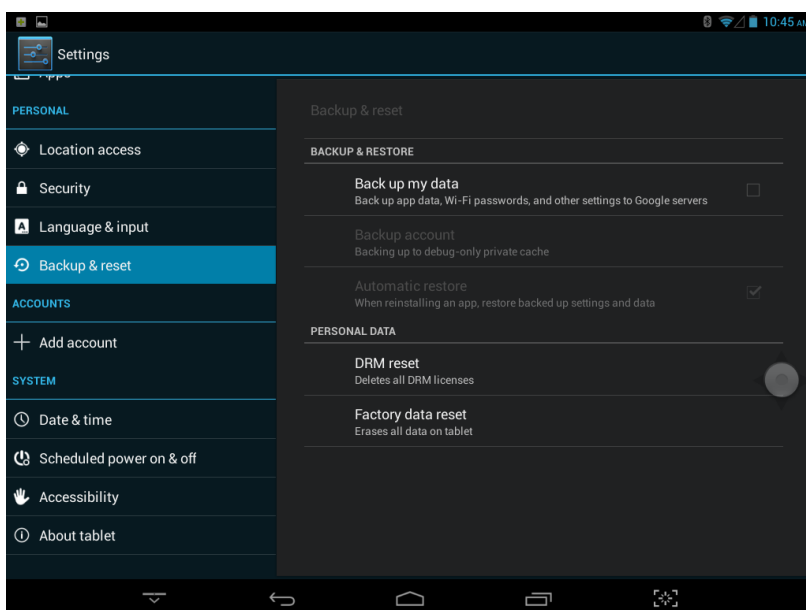 10:45 AM
Settings
Apps
PERSONAL
Location access
Security
Language & input
Backup & reset
ACCOUNTS
Add account
SYSTEM
Date & time
Scheduled power on & off
Accessibility
About tablet
Backup & reset
BACKUP & RESTORE
Back up my data
Back up app data, Wi-Fi passwords, and other settings to Google servers
Backup account
Backing up to debug-only private cache
Automatic restore
When reinstalling an app, restore backed up settings and data
PERSONAL DATA
DRM reset
Deletes all DRM licenses
Factory data reset
Erases all data on tablet